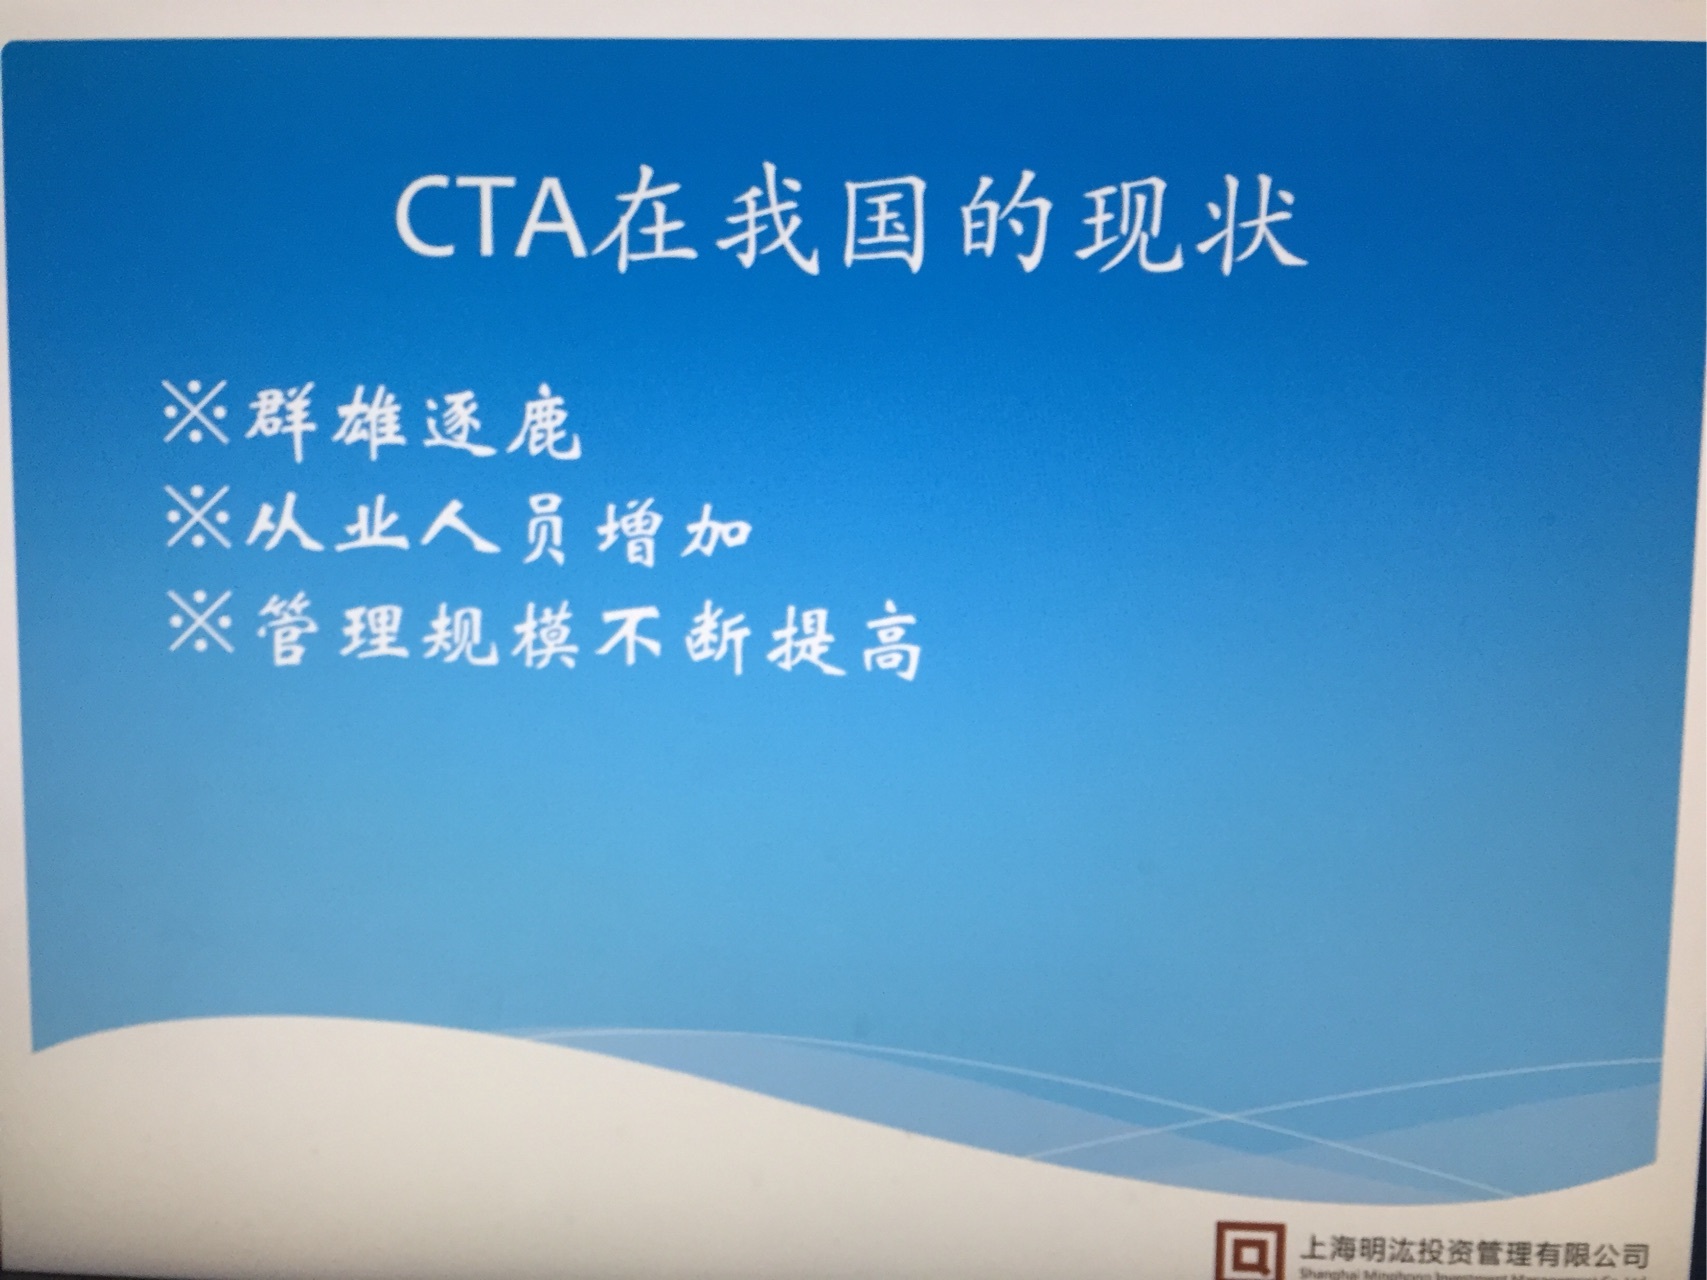 CTA在我国的现状
※群雄逐鹿
※从业人员增加
※管理规模不断提高
上海明汯投资管理有限公司
Shanghai Minghong Investment